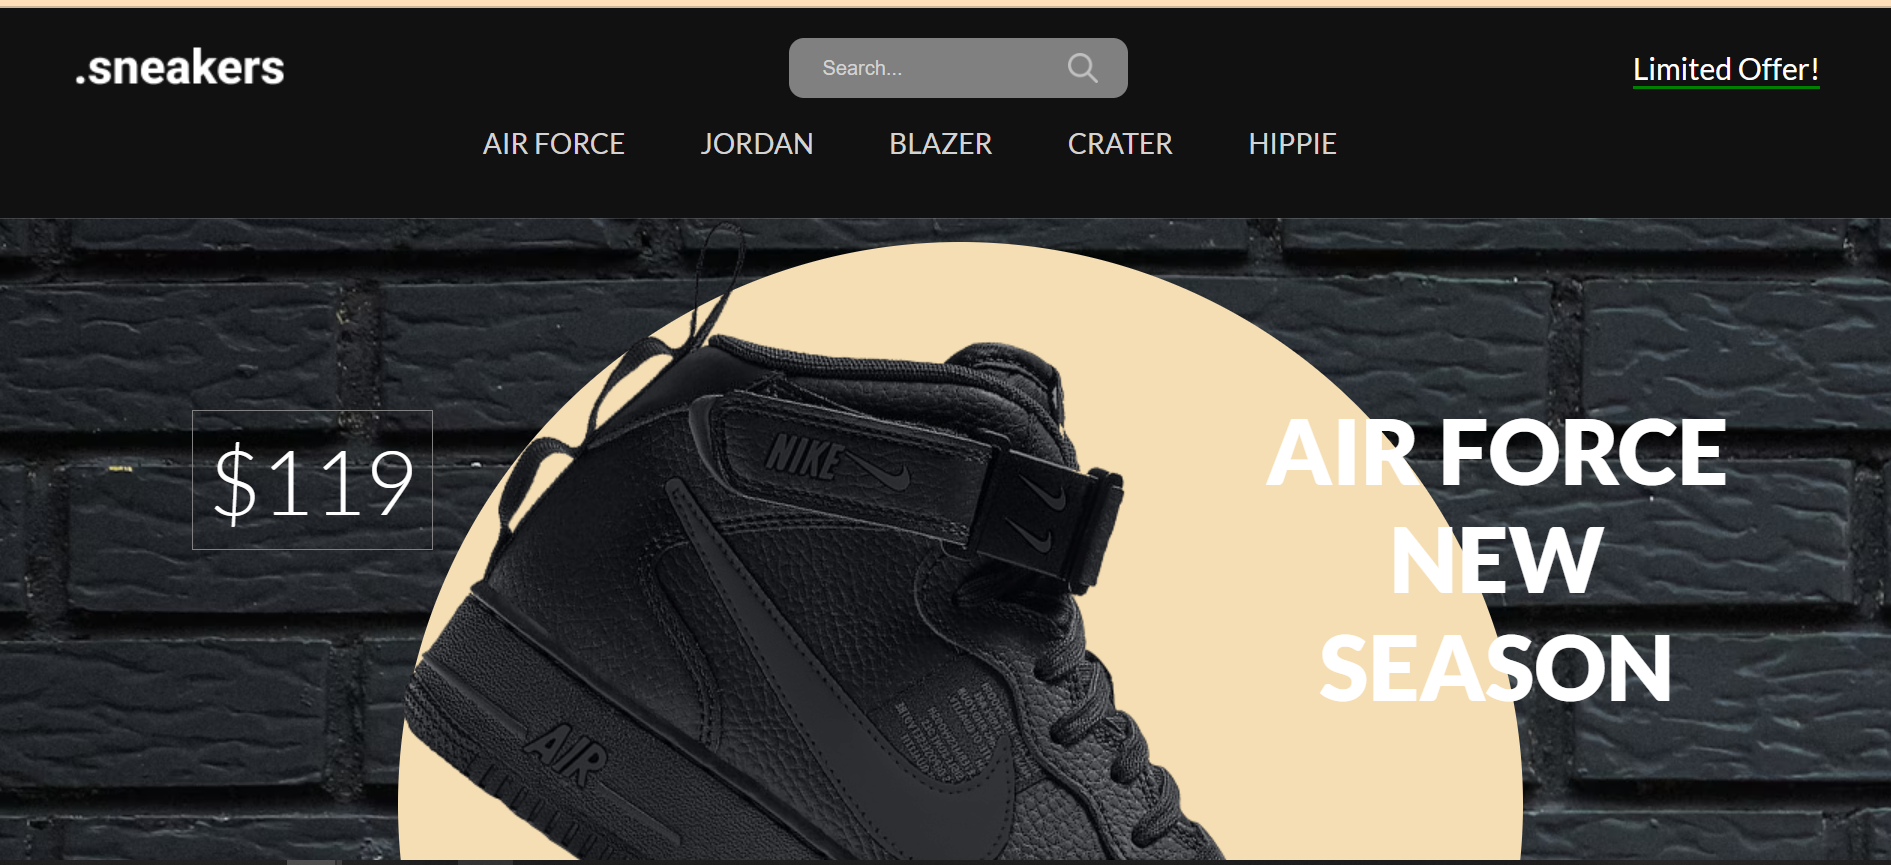 .sneakers
Search...
Limited Offer!
AIR FORCE
JORDAN
BLAZER
CRATER
HIPPIE
$119
AIR FORCE
NEW
SEASON
NIKE
AIR